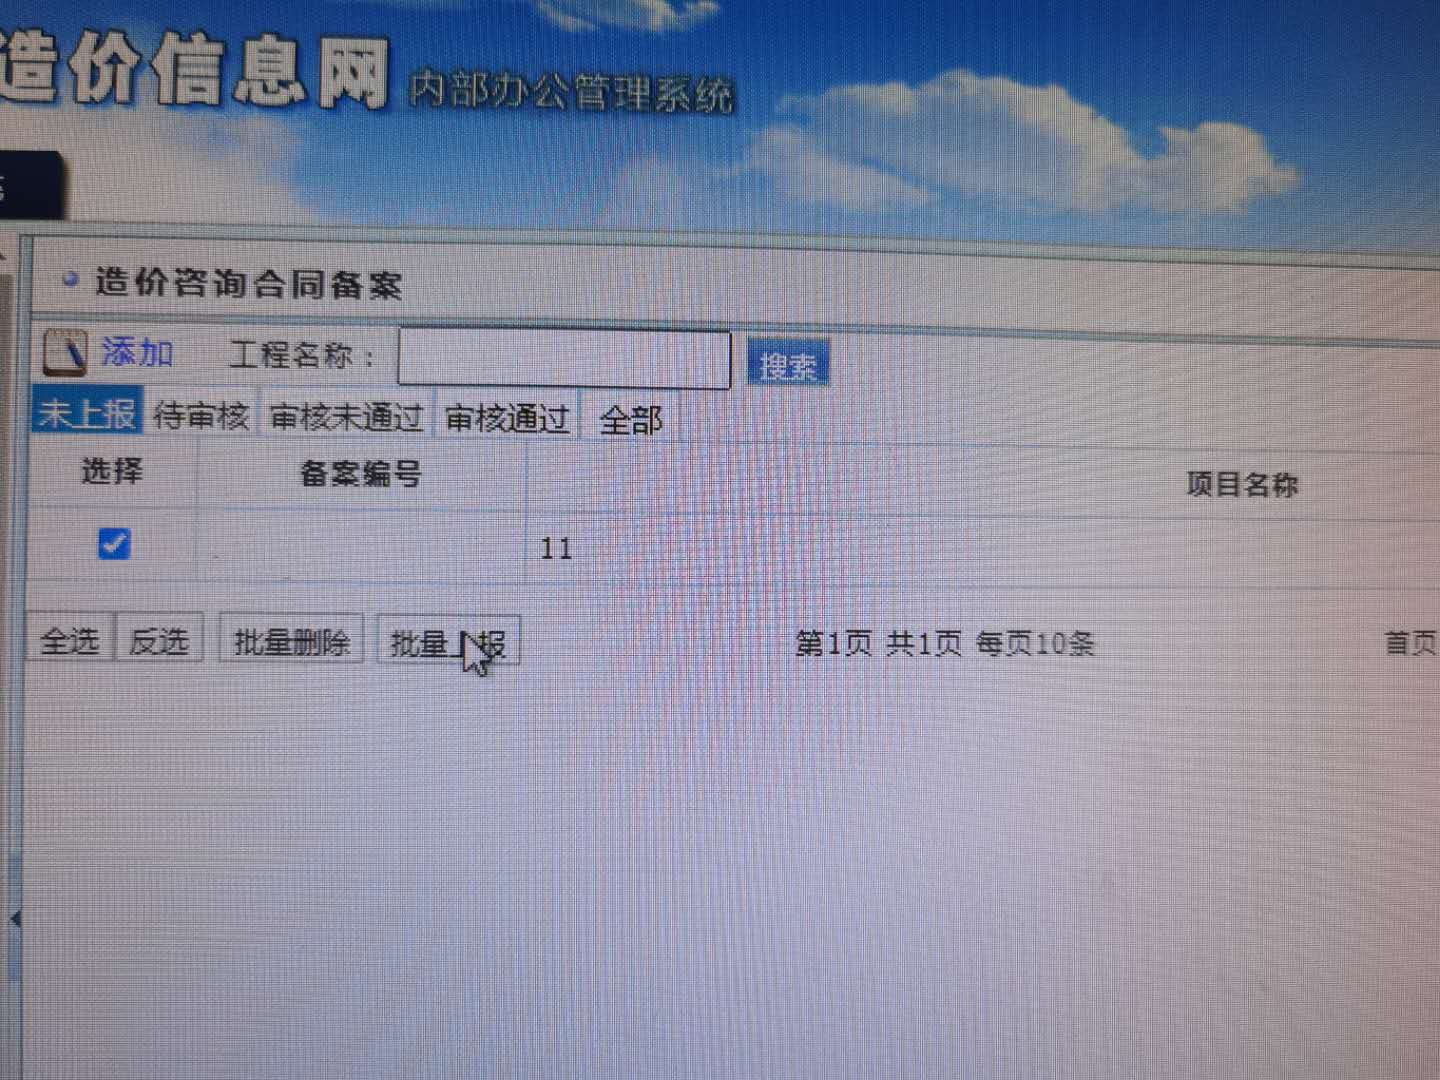 造价信息网 内部办公管理系统
造价咨询合同备案
添加 工程名称： 搜索
未上报 待审核 审核未通过 审核通过 全部
选择 备案编号 项目名称
11
全选 反选 批量删除 批量上报 第1页 共1页 每页10条 首页